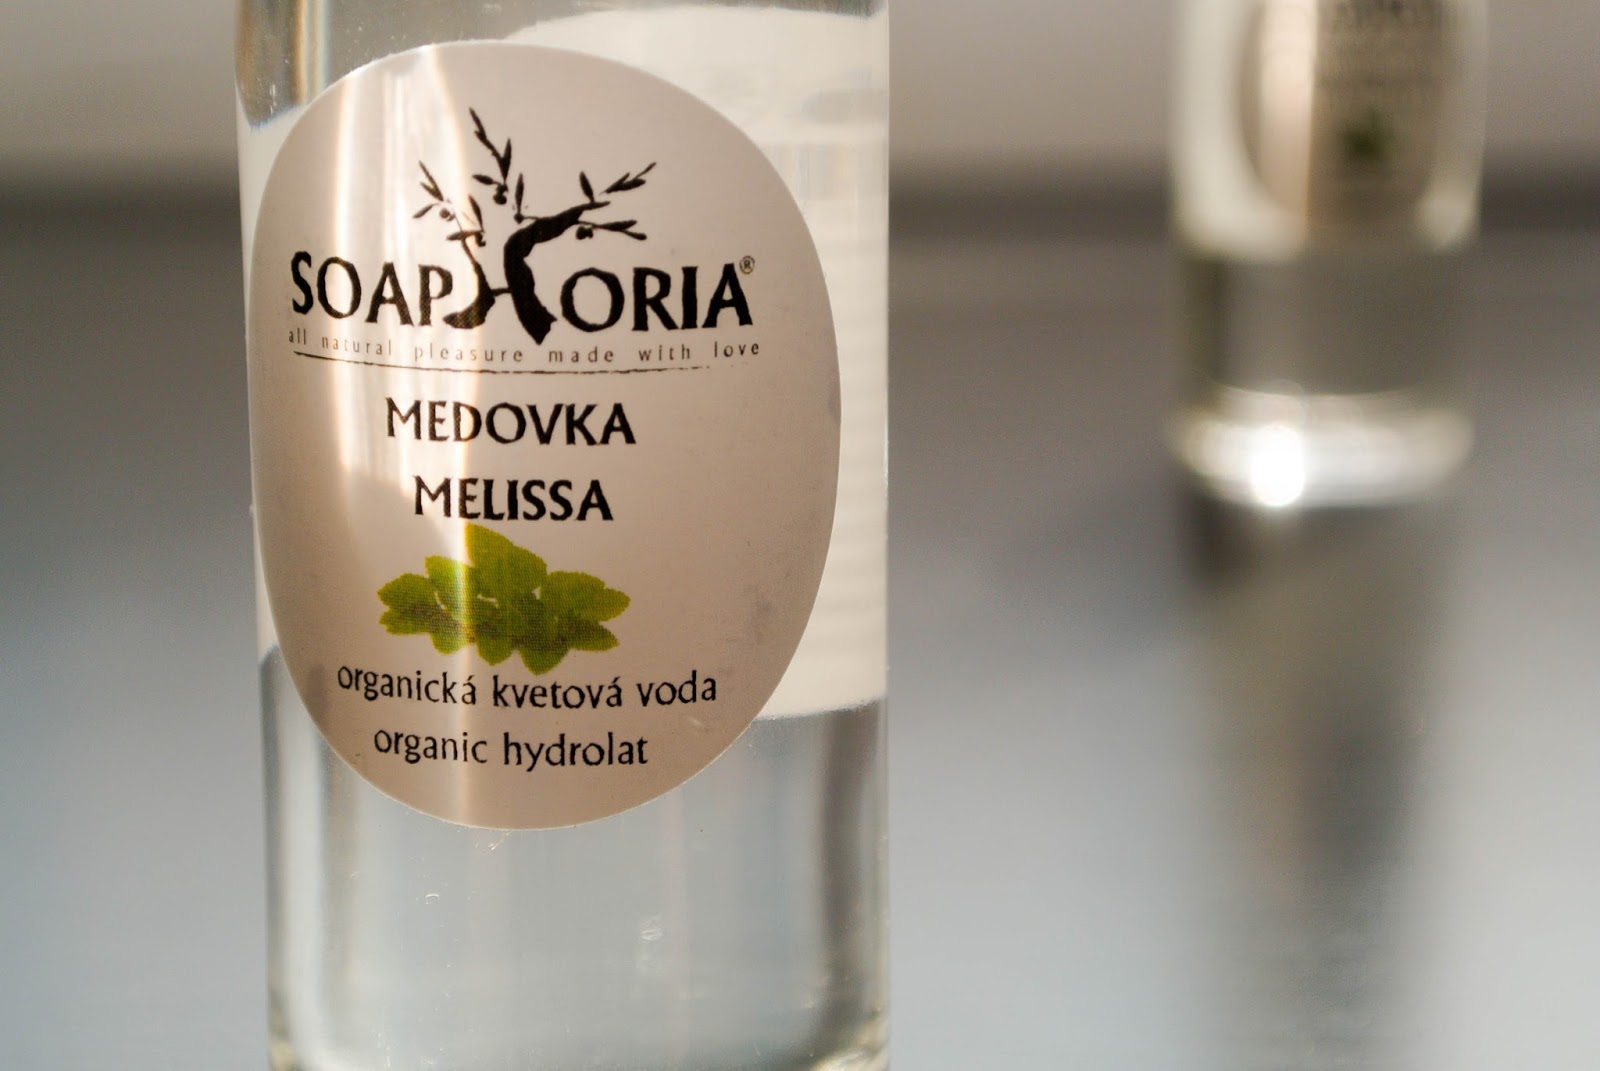 SOAPHORIA®
all natural pleasure made with love
MEDOVKA
MELISSA
organická kvetová voda
organic hydrolat